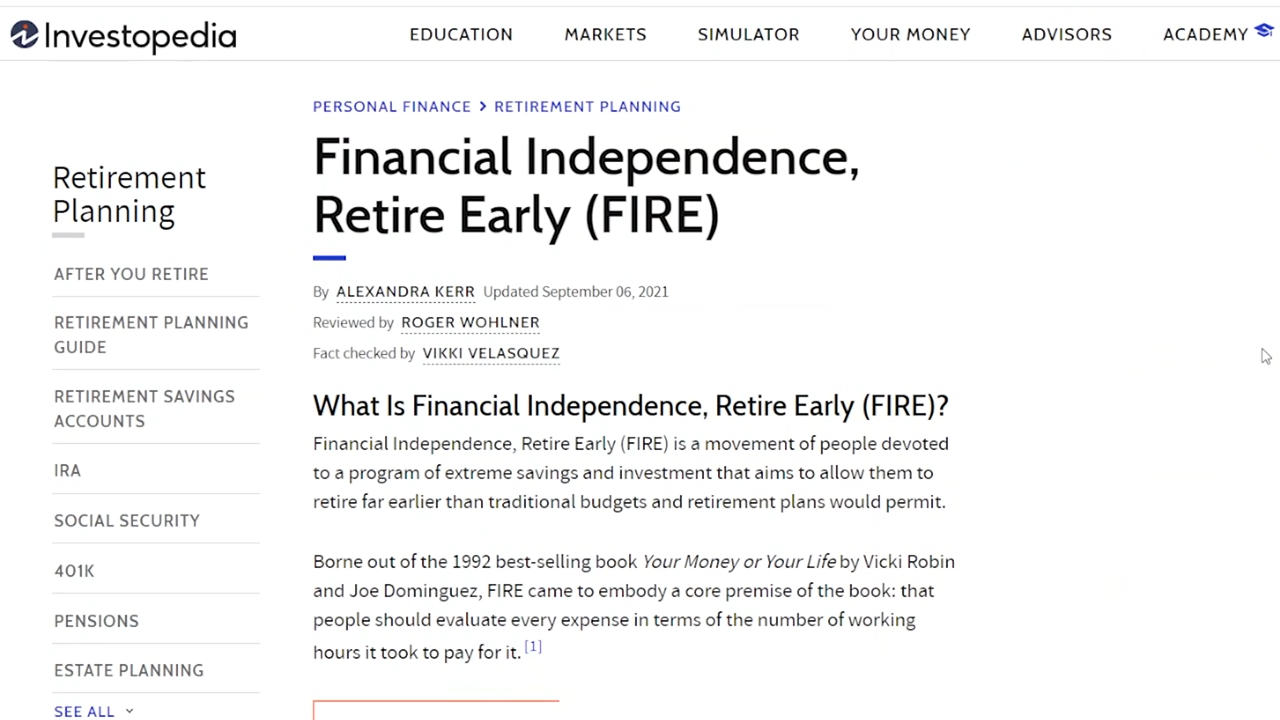 Investopedia
EDUCATION
MARKETS
SIMULATOR
YOUR MONEY
ADVISORS
ACADEMY
PERSONAL FINANCE > RETIREMENT PLANNING
Financial Independence,
Retire Early (FIRE)
By ALEXANDRA KERR Updated September 06, 2021
Reviewed by ROGER WOHLNER
Fact checked by VIKKI VELASQUEZ
Retirement
Planning
AFTER YOU RETIRE
RETIREMENT PLANNING
GUIDE
RETIREMENT SAVINGS
ACCOUNTS
IRA
SOCIAL SECURITY
401K
PENSIONS
ESTATE PLANNING
SEE ALL
What Is Financial Independence, Retire Early (FIRE)?
Financial Independence, Retire Early (FIRE) is a movement of people devoted
to a program of extreme savings and investment that aims to allow them to
retire far earlier than traditional budgets and retirement plans would permit.
Borne out of the 1992 best-selling book Your Money or Your Life by Vicki Robin
and Joe Dominguez, FIRE came to embody a core premise of the book: that
people should evaluate every expense in terms of the number of working
hours it took to pay for it. [1]